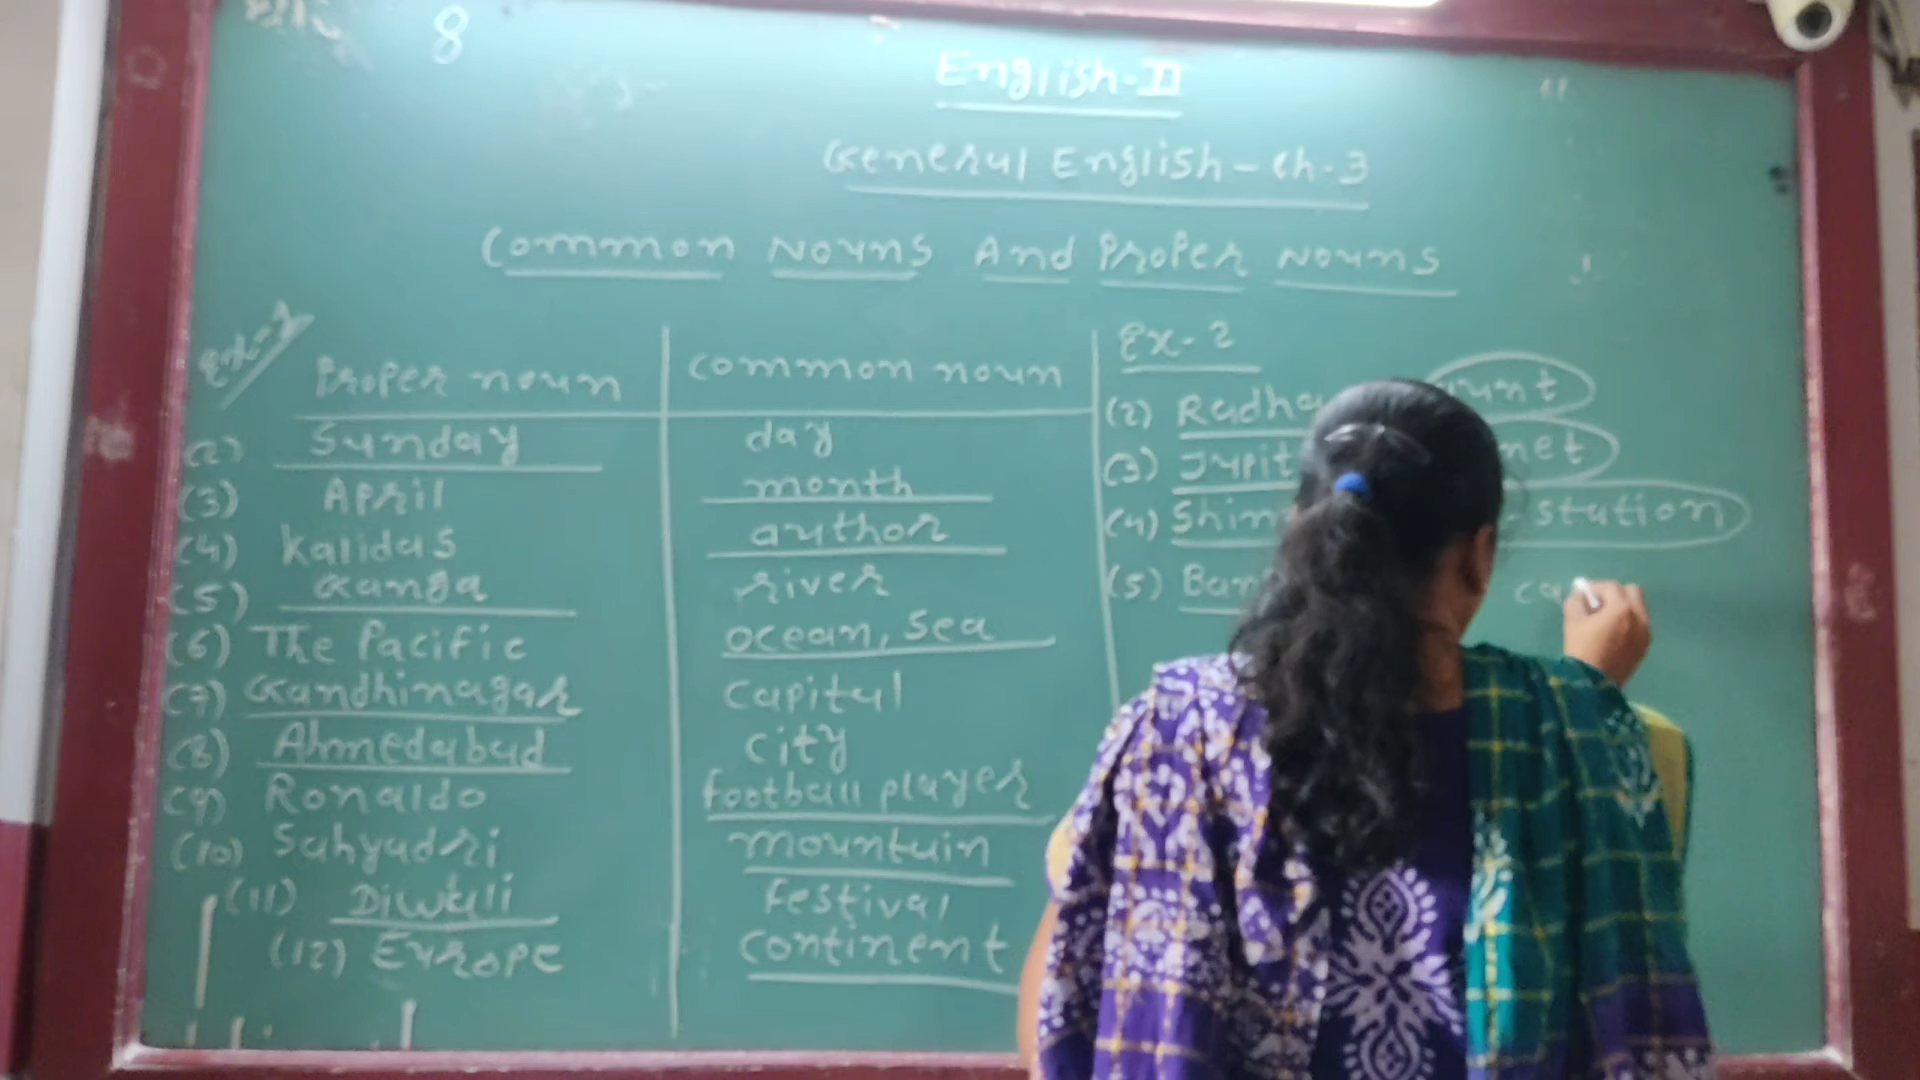 8
English-II
General English - Ch-3
Common Nouns And Proper Nouns
Ex-1
Proper noun common noun
(2) Sunday day
(3) April month
(4) Kalidas author
(5) Ganga river
(6) The Pacific ocean, sea
(7) Gandhinagar capital
(8) Ahmedabad city
(9) Ronaldo football player
(10) Sahyadri mountain
(11) Diwali festival
(12) Europe continent
Ex-2
(2) Radha
(3)
(4) station
(5)